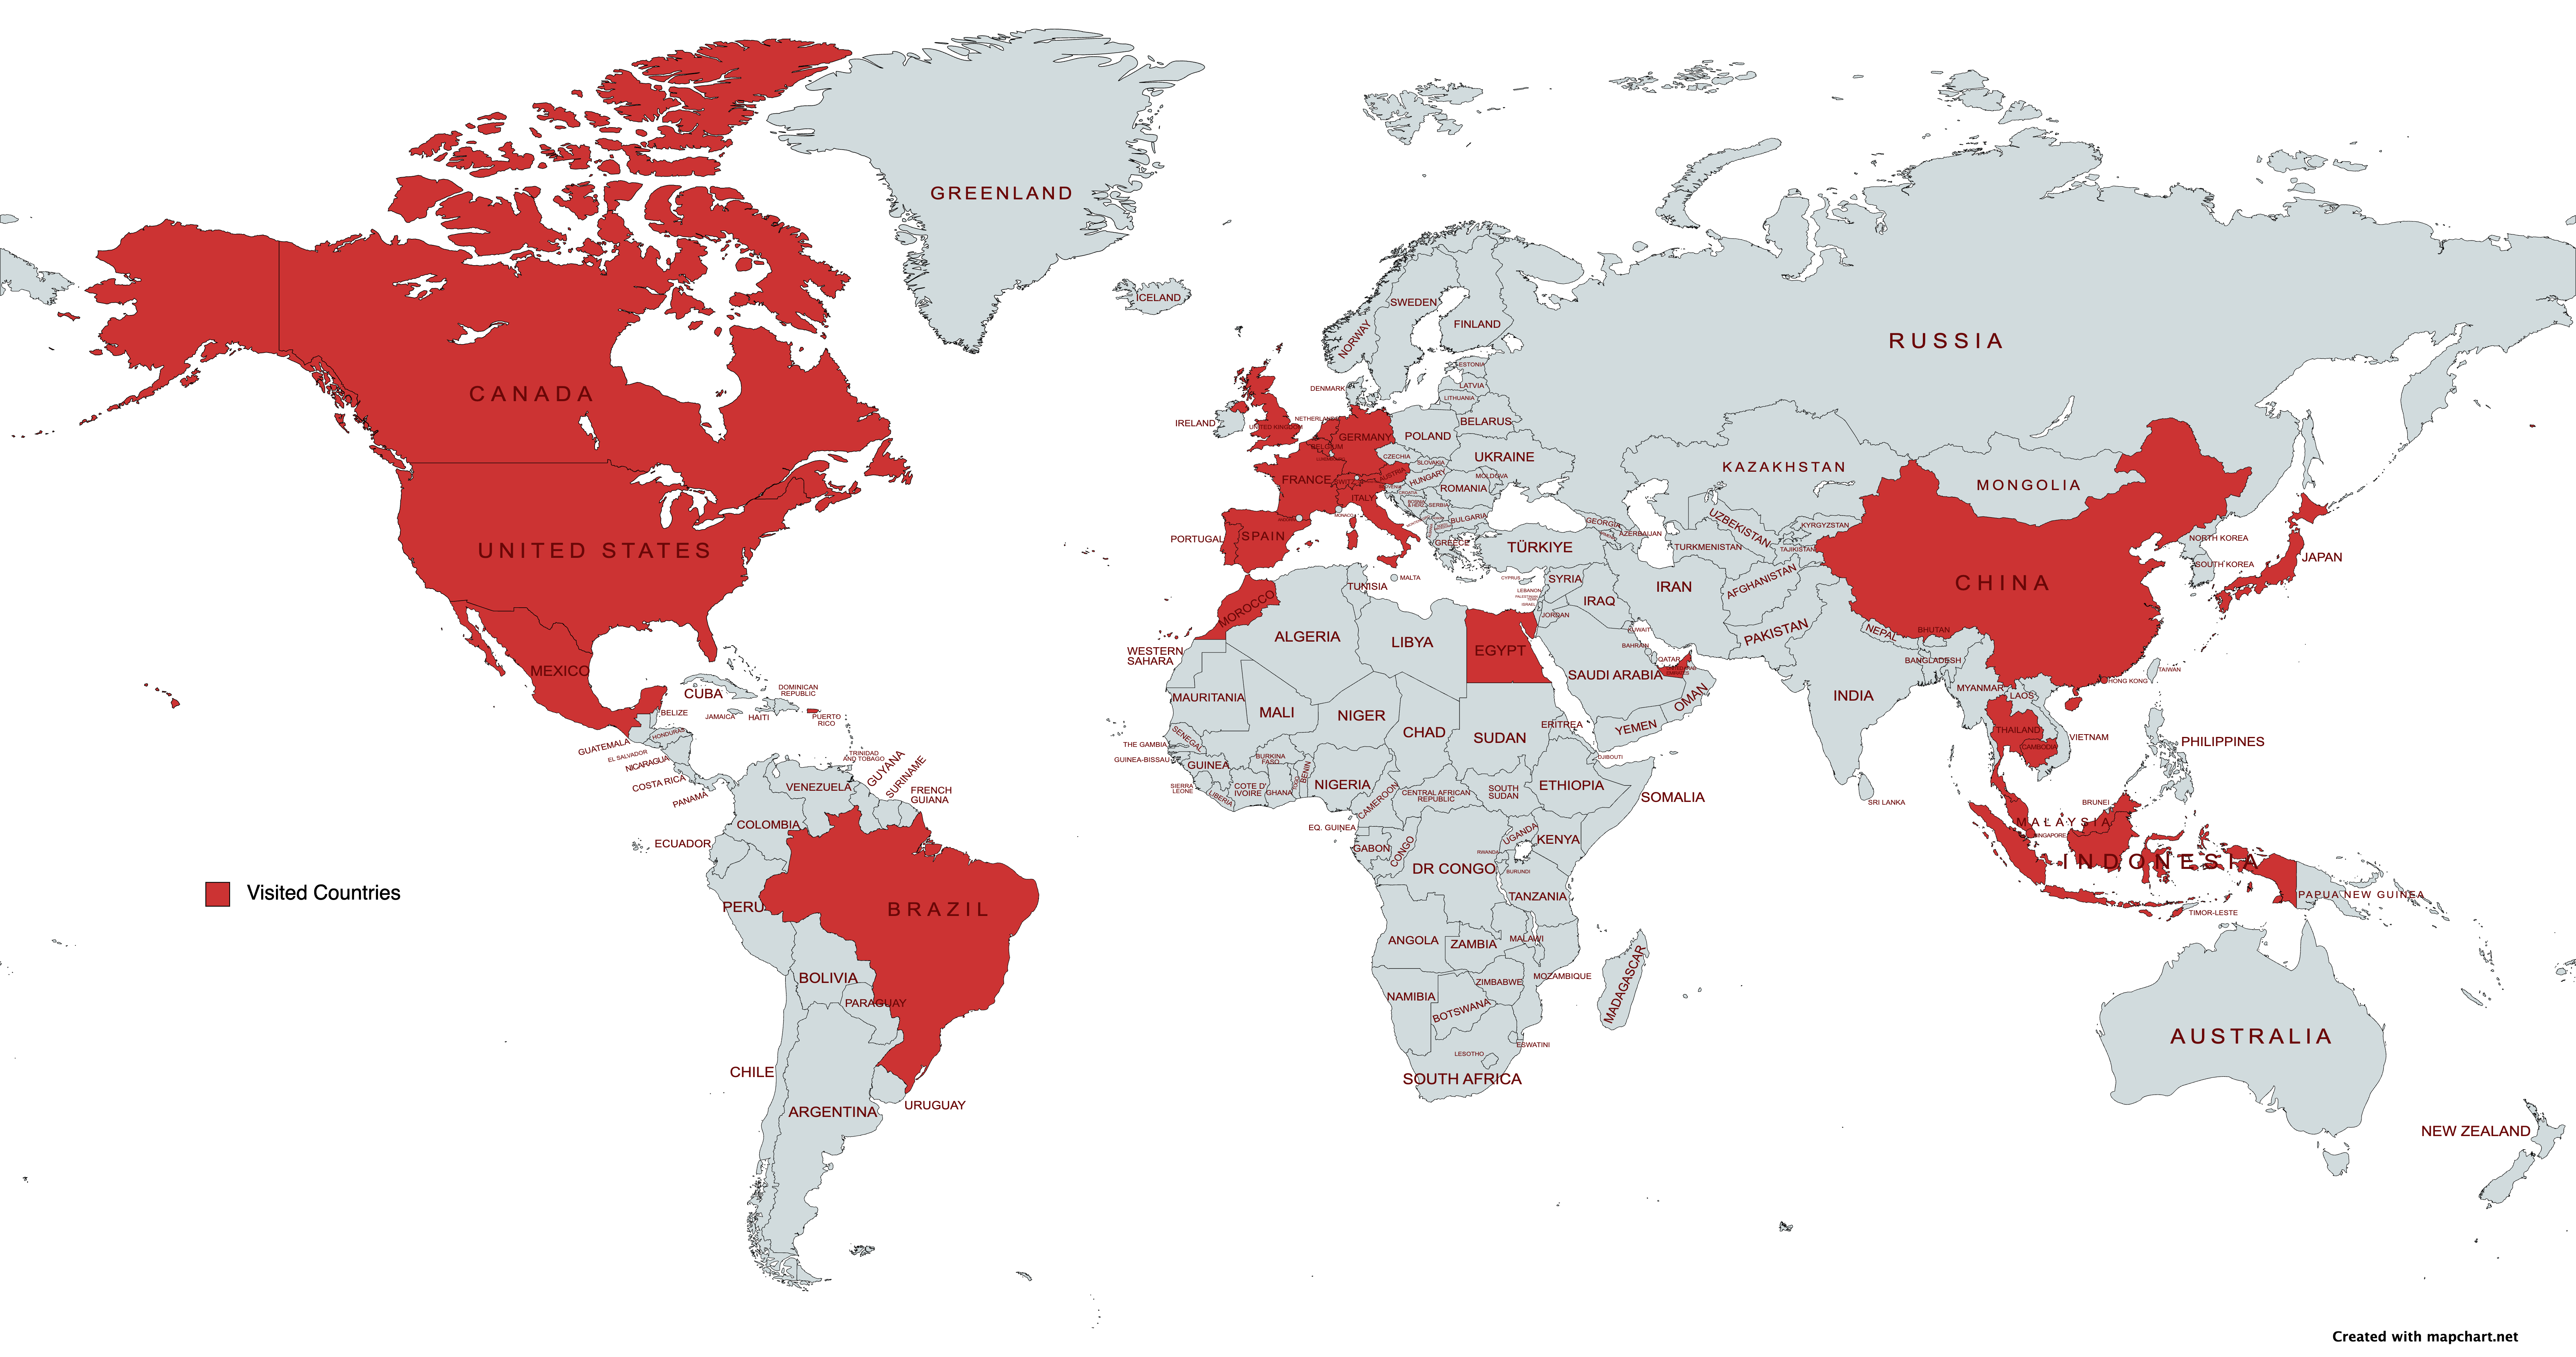 GREENLAND
ICELAND
SWEDEN
NORWAY
FINLAND
RUSSIA
CANADA
ESTONIA
LATVIA
LITHUANIA
DENMARK
IRELAND
UNITED KINGDOM
BELARUS
GERMANY
POLAND
BELGIUM
CZECHIA
UKRAINE
SLOVAKIA
KAZAKHSTAN
FRANCE
AUSTRIA
HUNGARY
MOLDOVA
MONGOLIA
ROMANIA
ITALY
SERBIA
MONACO
BULGARIA
GEORGIA
UZBEKISTAN
KYRGYZSTAN
AZERBAIJAN
UNITED STATES
PORTUGAL
SPAIN
GREECE
TÜRKIYE
TURKMENISTAN
TAJIKISTAN
NORTH KOREA
SOUTH KOREA
JAPAN
CHINA
MALTA
CYPRUS
SYRIA
TUNISIA
LEBANON
ISRAEL
IRAQ
IRAN
AFGHANISTAN
MOROCCO
JORDAN
ALGERIA
LIBYA
EGYPT
KUWAIT
PAKISTAN
NEPAL
BHUTAN
WESTERN
SAHARA
BAHRAIN
QATAR
SAUDI ARABIA
BANGLADESH
TAIWAN
HONG KONG
MEXICO
CUBA
DOMINICAN
REPUBLIC
MAURITANIA
MALI
NIGER
CHAD
SUDAN
ERITREA
YEMEN
OMAN
INDIA
MYANMAR
LAOS
BELIZE
JAMAICA
HAITI
PUERTO
RICO
THAILAND
VIETNAM
CAMBODIA
PHILIPPINES
GUATEMALA
HONDURAS
EL SALVADOR
NICARAGUA
COSTA RICA
PANAMA
TRINIDAD
AND TOBAGO
VENEZUELA
GUYANA
SURINAME
FRENCH
GUIANA
THE GAMBIA
SENEGAL
GUINEA-BISSAU
GUINEA
SIERRA
LEONE
LIBERIA
COTE D'
IVOIRE
BURKINA
FASO
GHANA
TOGO
BENIN
NIGERIA
CAMEROON
CENTRAL AFRICAN
REPUBLIC
SOUTH
SUDAN
ETHIOPIA
DJIBOUTI
SOMALIA
SRI LANKA
BRUNEI
MALAYSIA
SINGAPORE
INDONESIA
COLOMBIA
ECUADOR
EQ. GUINEA
GABON
CONGO
DR CONGO
UGANDA
KENYA
RWANDA
BURUNDI
TANZANIA
PAPUA NEW GUINEA
TIMOR-LESTE
Visited Countries
PERU
BRAZIL
ANGOLA
ZAMBIA
MALAWI
MOZAMBIQUE
BOLIVIA
PARAGUAY
NAMIBIA
ZIMBABWE
BOTSWANA
MADAGASCAR
AUSTRALIA
ESWATINI
LESOTHO
SOUTH AFRICA
CHILE
ARGENTINA
URUGUAY
NEW ZEALAND
Created with mapchart.net